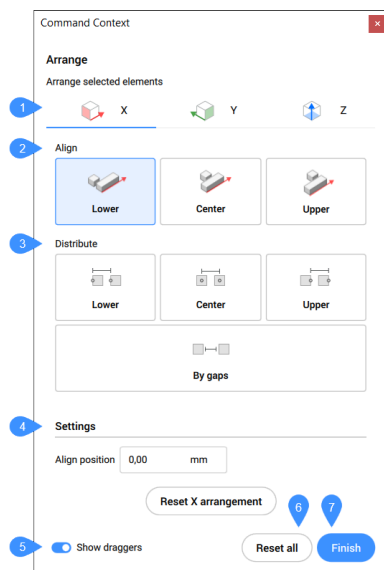 Command Context
×
Arrange
Arrange selected elements
1
X
Y
Z
2
Align
Lower
Center
Upper
3
Distribute
Lower
Center
Upper
By gaps
4
Settings
Align position
0,00
mm
Reset X arrangement
6
7
5
Show draggers
Reset all
Finish